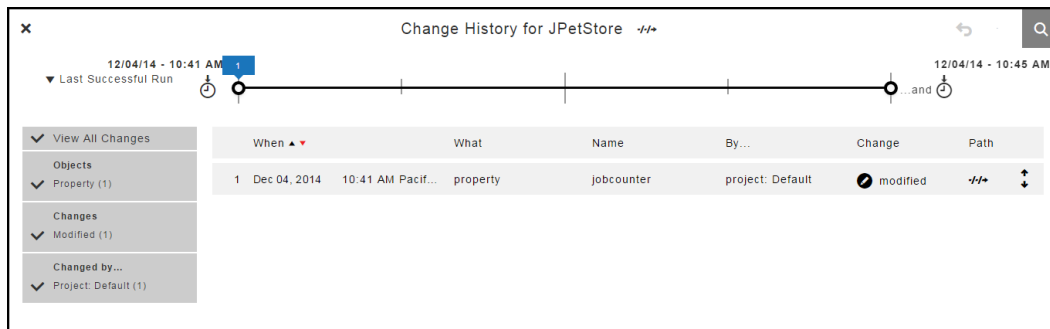 Change History for JPetStore
12/04/14 - 10:41 AM
1
12/04/14 - 10:45 AM
Last Successful Run
...and
View All Changes
When What Name By... Change Path
Objects
Property (1)
1 Dec 04, 2014 10:41 AM Pacif... property jobcounter project: Default modified
Changes
Modified (1)
Changed by...
Project: Default (1)